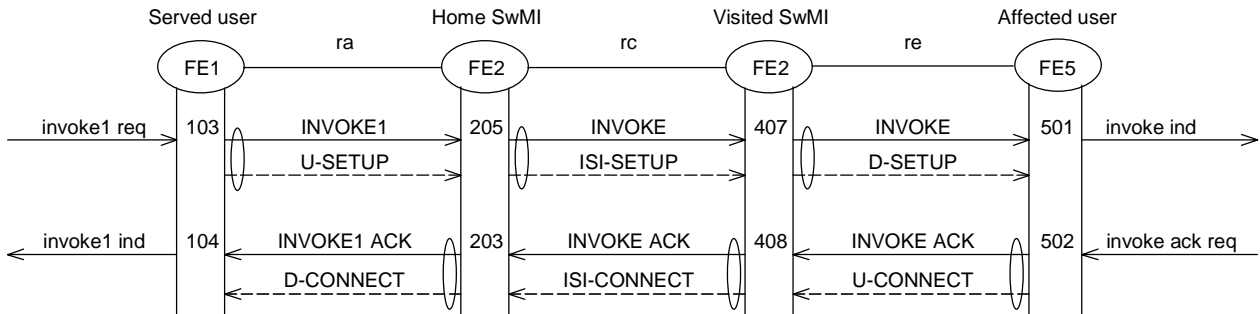 Served user Home SwMI Visited SwMI Affected user
ra rc re
FE1 FE2 FE2 FE5
invoke1 req 103 INVOKE1 205 INVOKE 407 INVOKE 501 invoke ind
U-SETUP ISI-SETUP D-SETUP
invoke1 ind 104 INVOKE1 ACK 203 INVOKE ACK 408 INVOKE ACK 502 invoke ack req
D-CONNECT ISI-CONNECT U-CONNECT